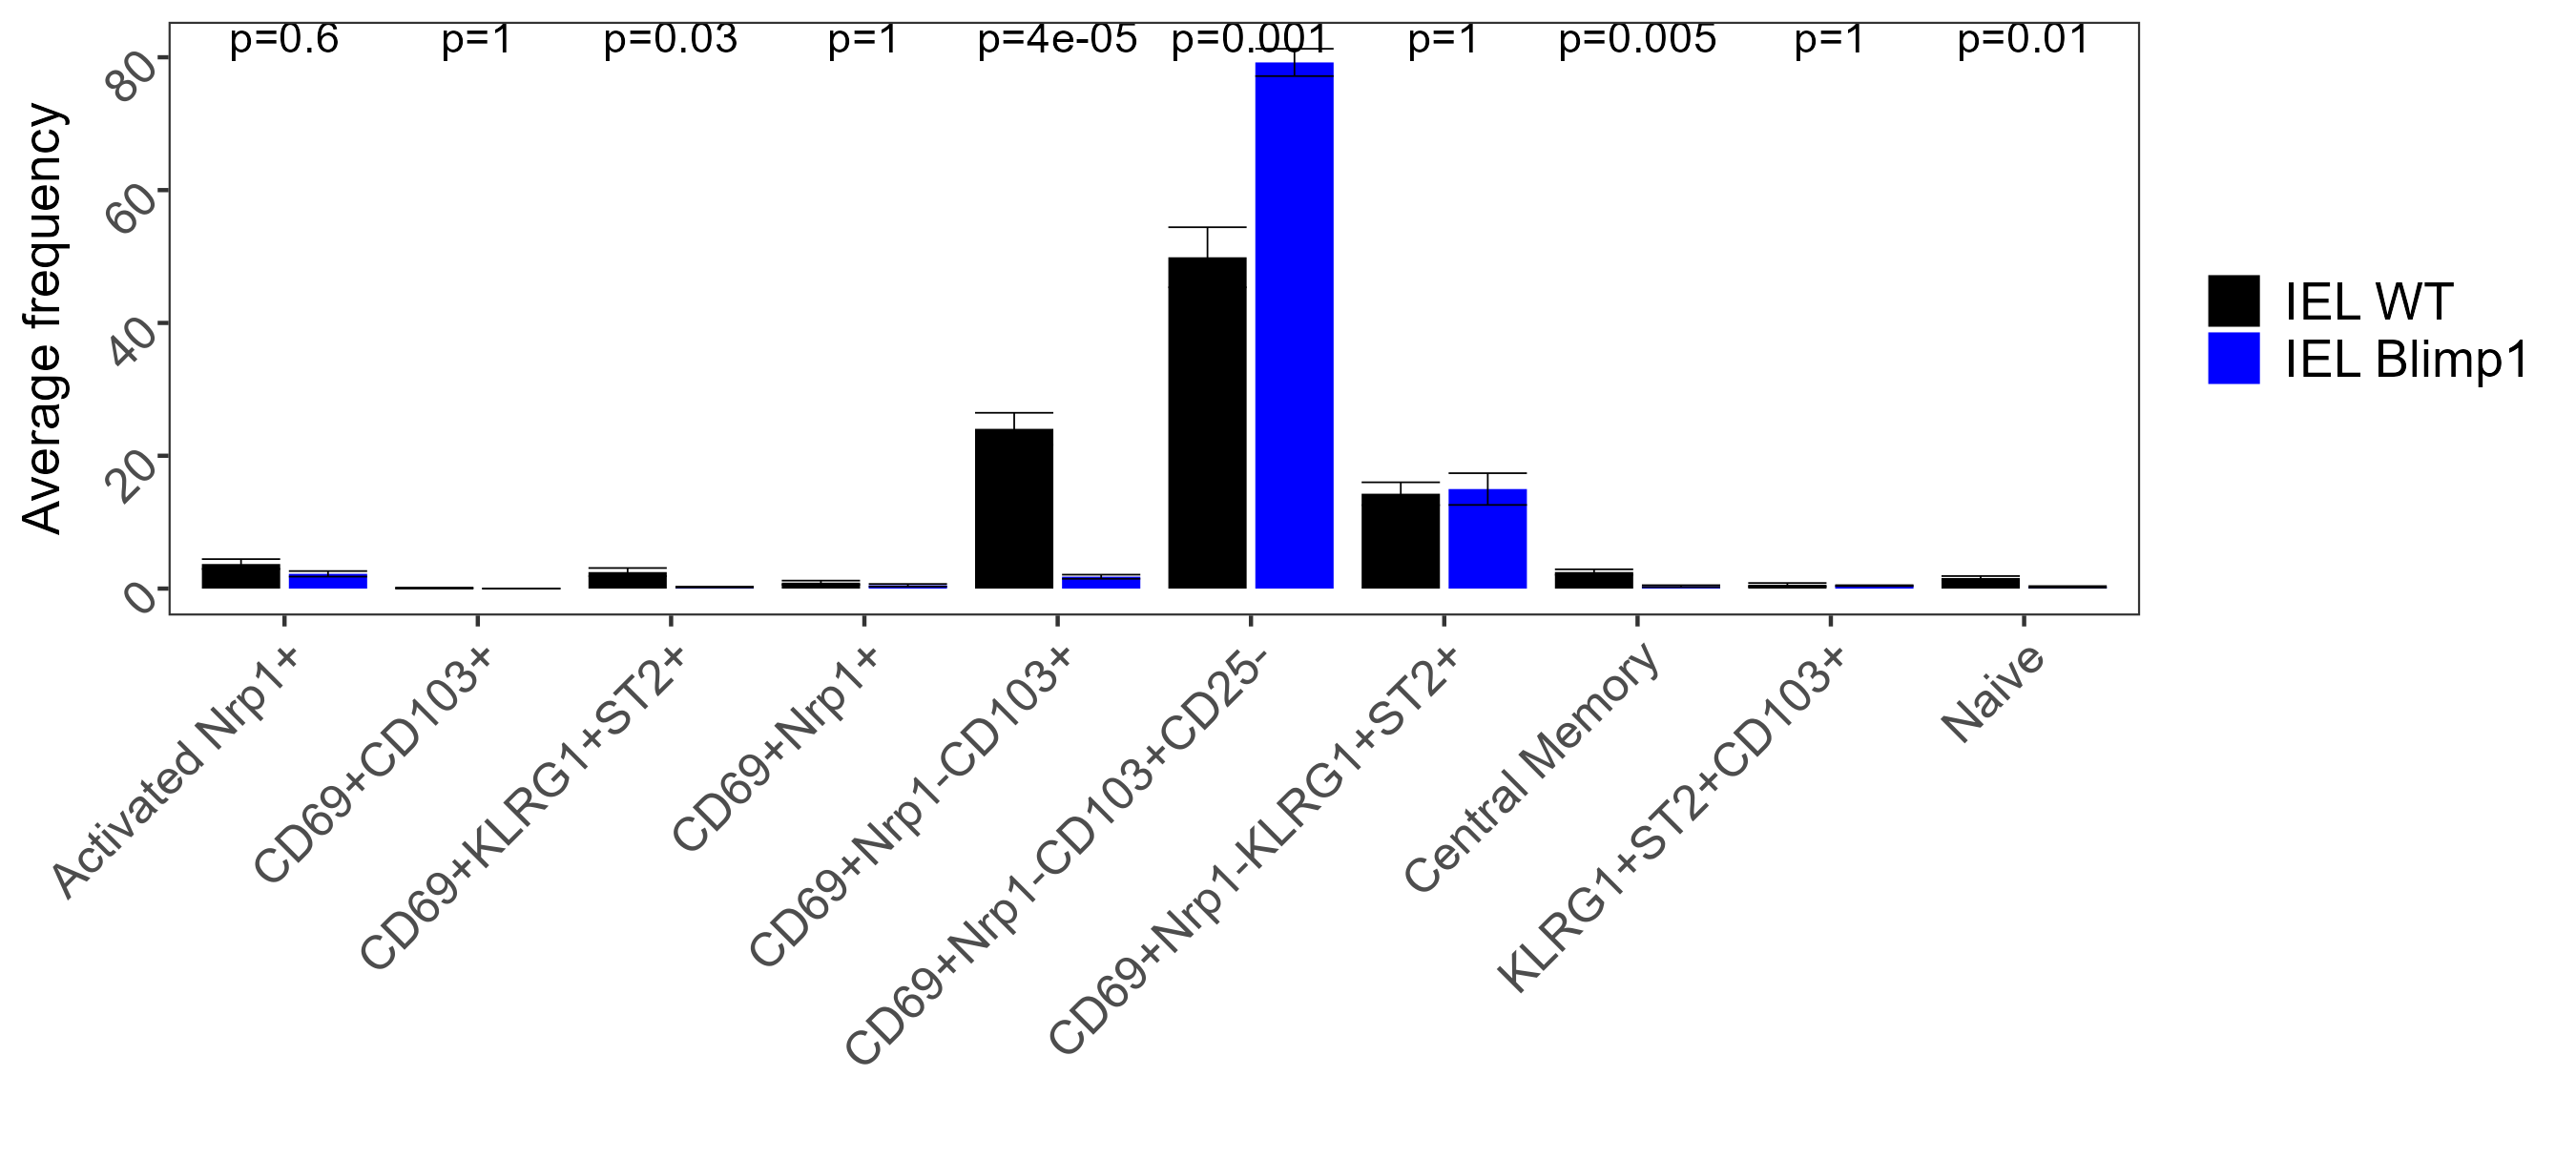 p=0.6 p=1 p=0.03 p=1 p=4e-05 p=0.001 p=1 p=0.005 p=1 p=0.01
Average frequency
80
60
40
20
0
Activated Nrp1+
CD69+CD103+
CD69+KLRG1+ST2+
CD69+Nrp1+
CD69+Nrp1-CD103+
CD69+Nrp1-CD103+CD25-
CD69+Nrp1-KLRG1+ST2+
Central Memory
KLRG1+ST2+CD103+
Naive
IEL WT
IEL Blimp1